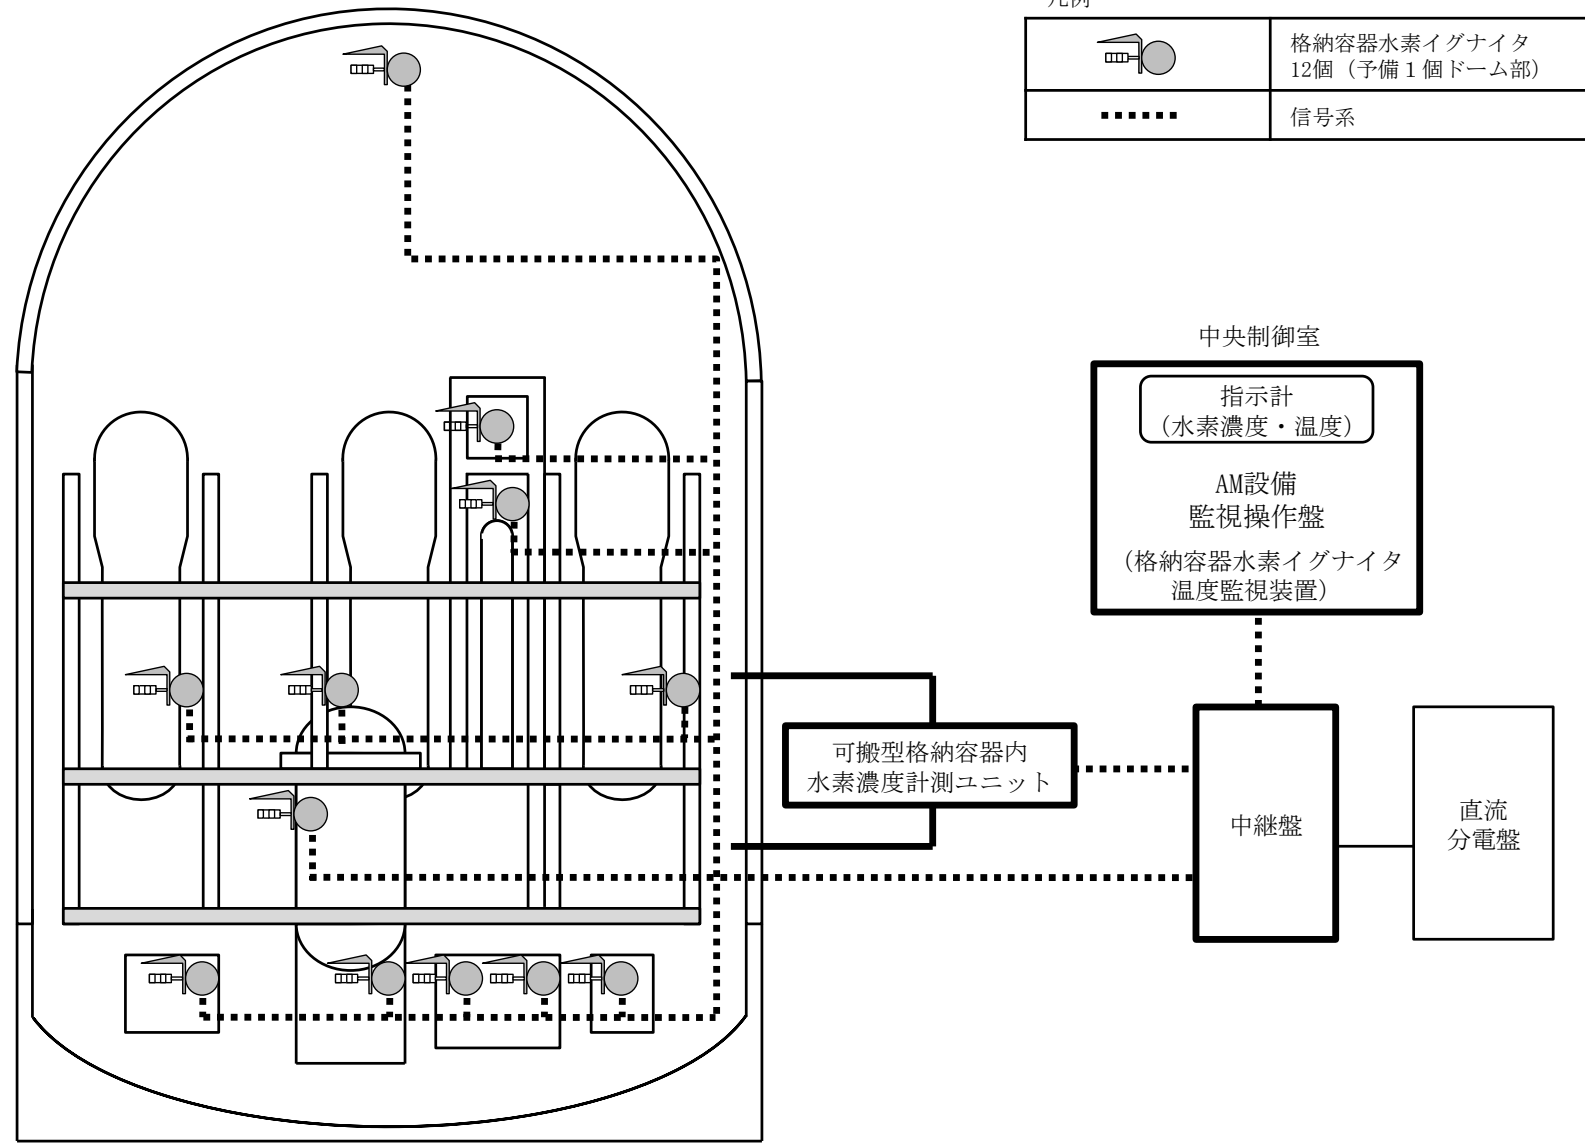 凡例
格納容器水素イグナイタ
12個（予備１個ドーム部）
信号系
中央制御室
指示計
（水素濃度・温度）
AM設備
監視操作盤
（格納容器水素イグナイタ
温度監視装置）
可搬型格納容器内
水素濃度計測ユニット
中継盤
直流
分電盤